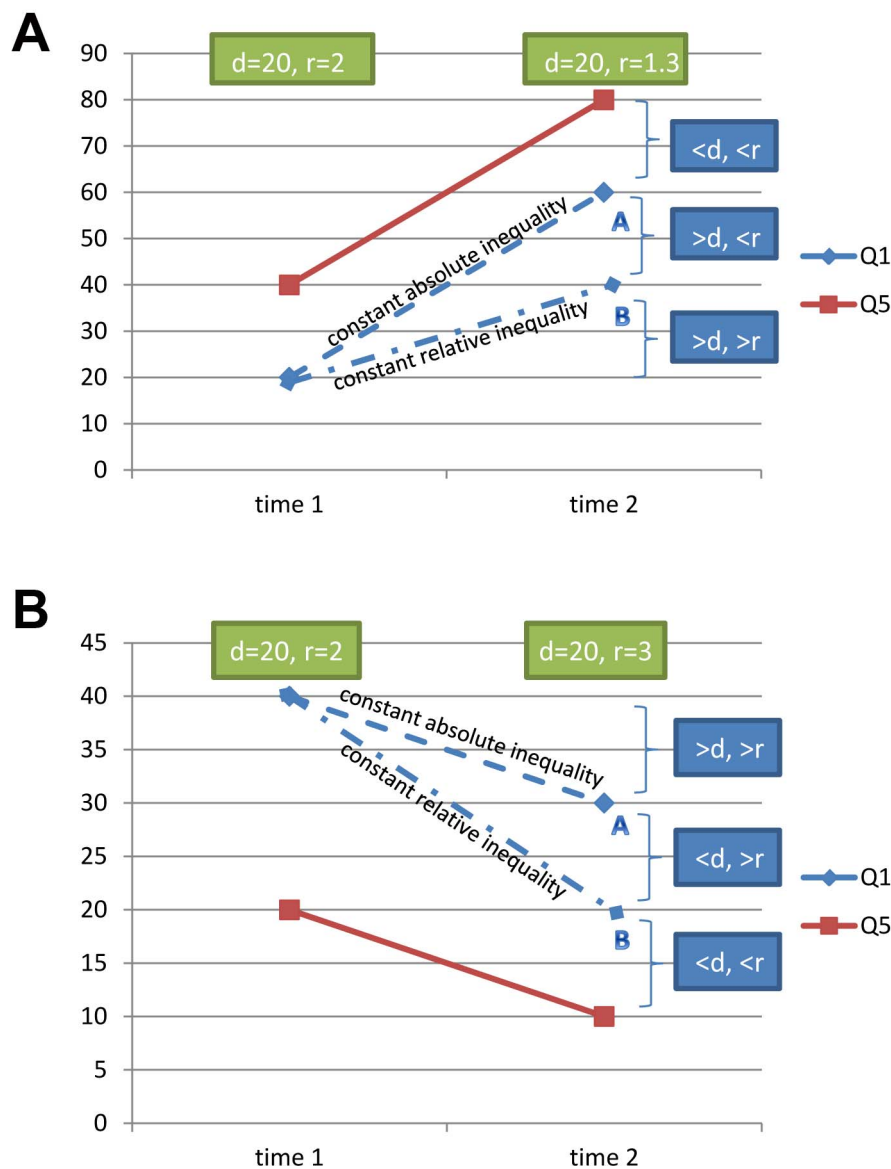 A
90
d=20, r=2
d=20, r=1.3
80
<d, <r
70
60
constant absolute inequality
A
>d, <r
50
Q1
40
Q5
constant relative inequality
B
30
>d, >r
20
10
0
time 1
time 2
B
45
d=20, r=2
d=20, r=3
40
constant absolute inequality
>d, >r
35
constant relative inequality
30
A
25
<d, >r
Q1
20
Q5
B
15
<d, <r
10
5
0
time 1
time 2